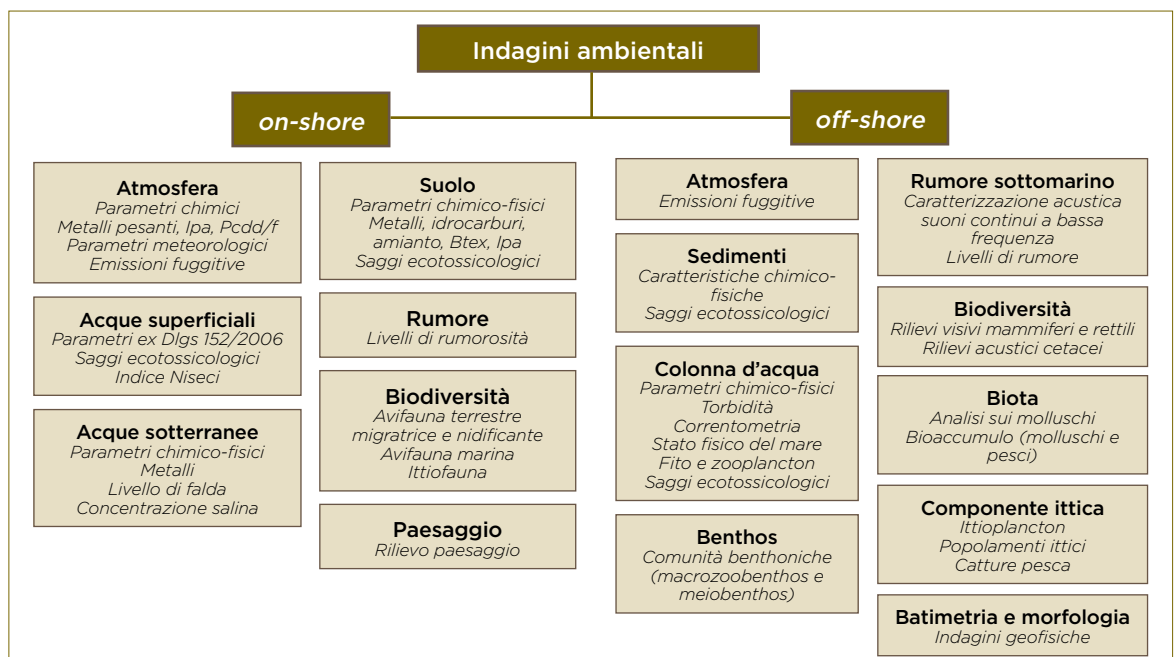 Indagini ambientali
on-shore
off-shore
Atmosfera
Parametri chimici
Metalli pesanti, Ipa, Pcdd/f
Parametri meteorologici
Emissioni fuggitive
Acque superficiali
Parametri ex Dlgs 152/2006
Saggi ecotossicologici
Indice Niseci
Acque sotterranee
Parametri chimico-fisici
Metalli
Livello di falda
Concentrazione salina
Suolo
Parametri chimico-fisici
Metalli, idrocarburi,
amianto, Btex, Ipa
Saggi ecotossicologici
Rumore
Livelli di rumorosità
Biodiversità
Avifauna terrestre
migratrice e nidificante
Avifauna marina
Ittiofauna
Paesaggio
Rilievo paesaggio
Atmosfera
Emissioni fuggitive
Sedimenti
Caratteristiche chimico-
fisiche
Saggi ecotossicologici
Colonna d'acqua
Parametri chimico-fisici
Torbidità
Correntometria
Stato fisico del mare
Fito e zooplancton
Saggi ecotossicologici
Benthos
Comunità benthoniche
(macrozoobenthos e
meiobenthos)
Rumore sottomarino
Caratterizzazione acustica
suoni continui a bassa
frequenza
Livelli di rumore
Biodiversità
Rilievi visivi mammiferi e rettili
Rilievi acustici cetacei
Biota
Analisi sui molluschi
Bioaccumulo (molluschi e
pesci)
Componente ittica
Ittioplancton
Popolamenti ittici
Catture pesca
Batimetria e morfologia
Indagini geofisiche